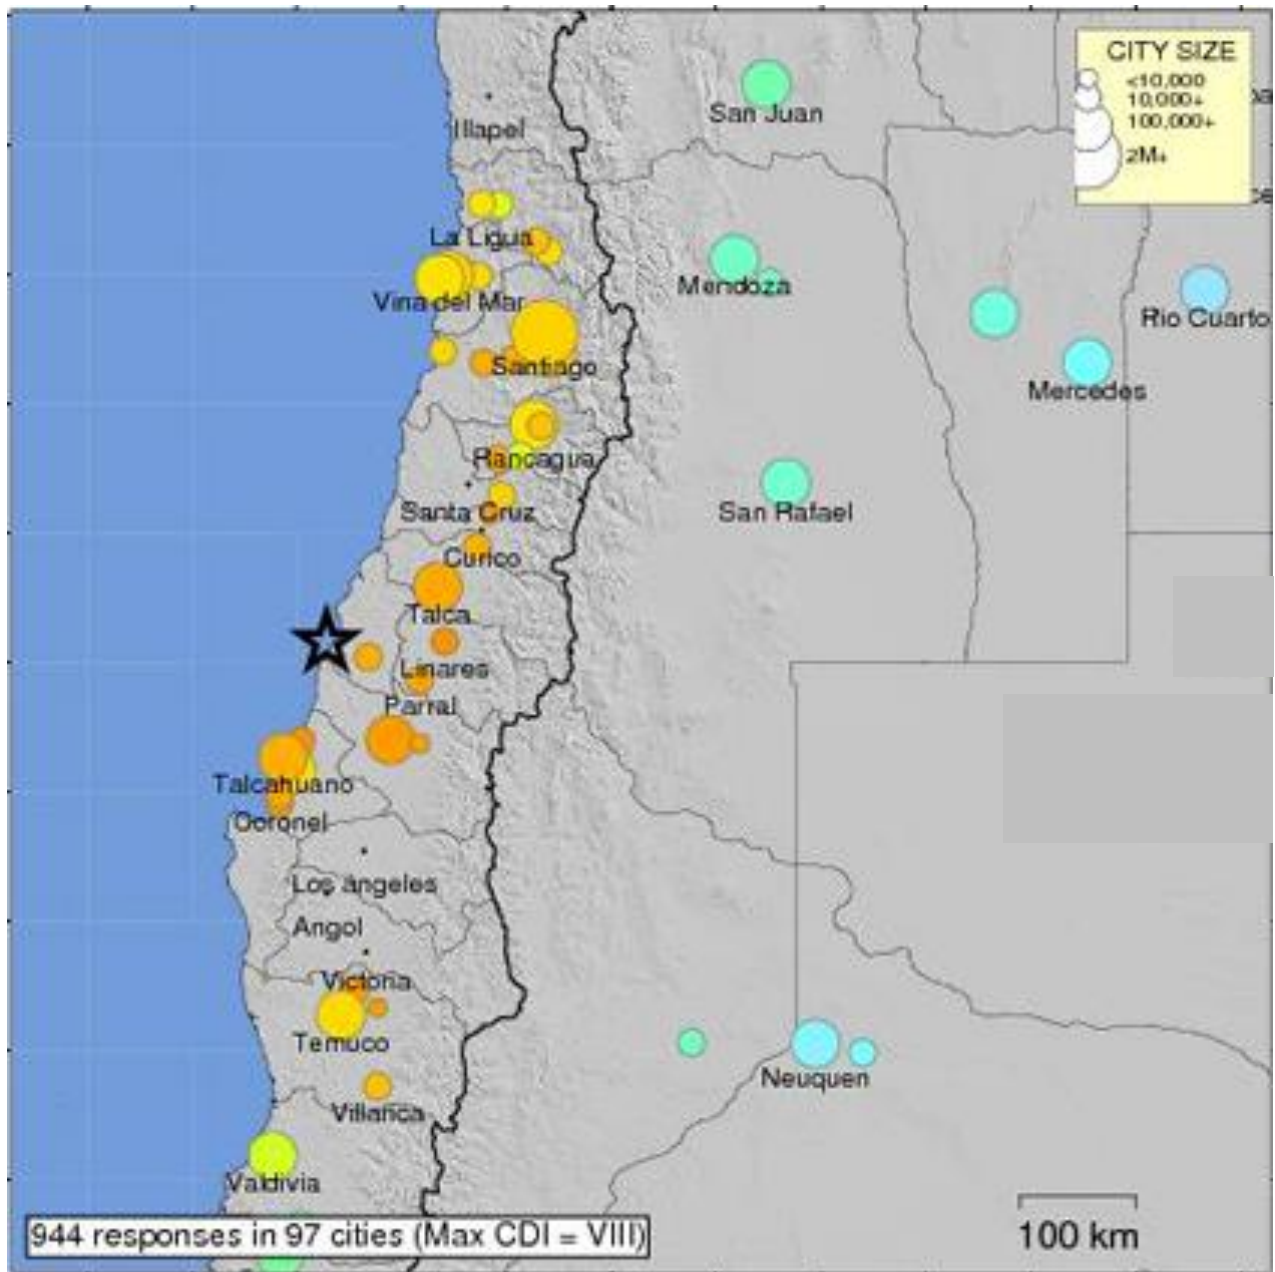 CITY SIZE
<10,000
10,000+
100,000+
2M+
San Juan
Illapel
La Ligua
Mendoza
Vina del Mar
Rio Cuarto
Santiago
Mercedes
Rancagua
Santa Cruz
San Rafael
Curico
Talca
Linares
Parral
Talcahuano
Coronel
Los angeles
Angol
Victoria
Temuco
Neuquen
Villarica
Valdivia
944 responses in 97 cities (Max CDI = VIII)
100 km